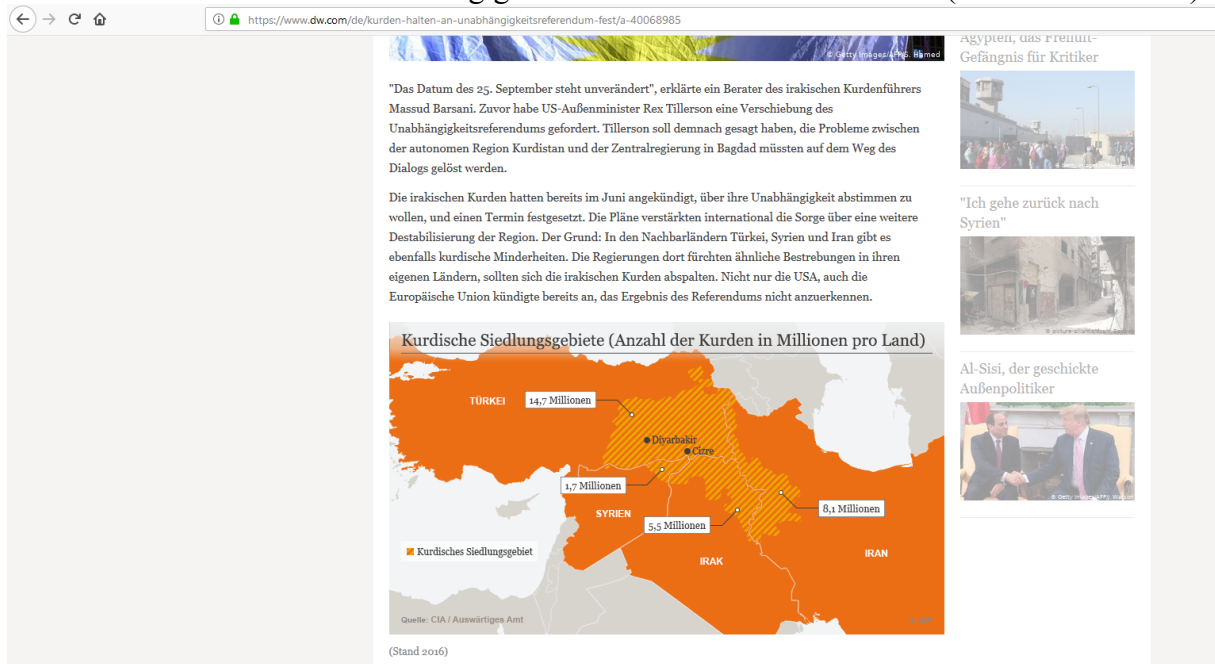 https://www.dw.com/de/kurden-halten-an-unabhängigkeitsreferendum-fest/a-40068985
© Getty Images/AFP/S. Hamed
"Das Datum des 25. September steht unverändert", erklärte ein Berater des irakischen Kurdenführers
Massud Barsani. Zuvor habe US-Außenminister Rex Tillerson eine Verschiebung des
Unabhängigkeitsreferendums gefordert. Tillerson soll demnach gesagt haben, die Probleme zwischen
der autonomen Region Kurdistan und der Zentralregierung in Bagdad müssten auf dem Weg des
Dialogs gelöst werden.
Die irakischen Kurden hatten bereits im Juni angekündigt, über ihre Unabhängigkeit abstimmen zu
wollen, und einen Termin festgesetzt. Die Pläne verstärkten international die Sorge über eine weitere
Destabilisierung der Region. Der Grund: In den Nachbarländern Türkei, Syrien und Iran gibt es
ebenfalls kurdische Minderheiten. Die Regierungen dort fürchten ähnliche Bestrebungen in ihren
eigenen Ländern, sollten sich die irakischen Kurden abspalten. Nicht nur die USA, auch die
Europäische Union kündigte bereits an, das Ergebnis des Referendums nicht anzuerkennen.
Kurdische Siedlungsgebiete (Anzahl der Kurden in Millionen pro Land)
TÜRKEI
14,7 Millionen
Diyarbakir
Cizre
1,7 Millionen
SYRIEN
5,5 Millionen
8,1 Millionen
Kurdisches Siedlungsgebiet
IRAK
IRAN
Quelle: CIA / Auswärtiges Amt
(Stand 2016)
Ägypten, das Freiluft-
Gefängnis für Kritiker
"Ich gehe zurück nach
Syrien"
Al-Sisi, der geschickte
Außenpolitiker